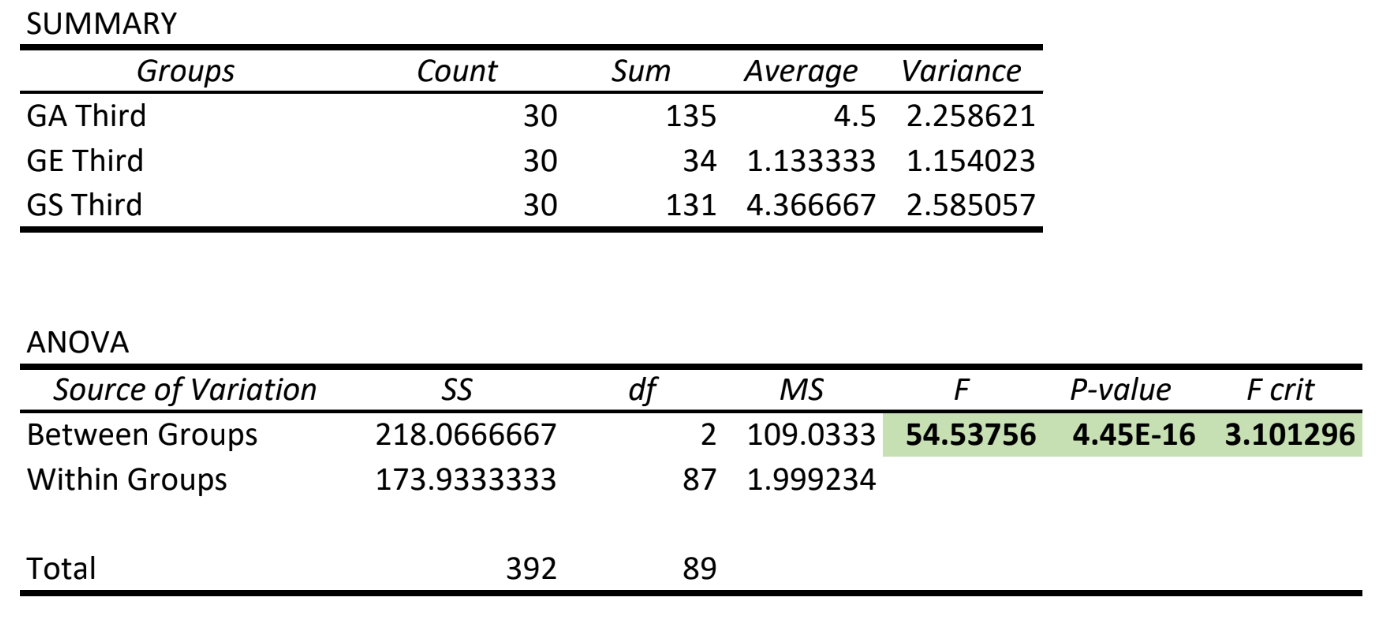 SUMMARY
Groups Count Sum Average Variance
GA Third 30 135 4.5 2.258621
GE Third 30 34 1.133333 1.154023
GS Third 30 131 4.366667 2.585057
ANOVA
Source of Variation SS df MS F P-value F crit
Between Groups 218.0666667 2 109.0333 54.53756 4.45E-16 3.101296
Within Groups 173.9333333 87 1.999234
Total 392 89